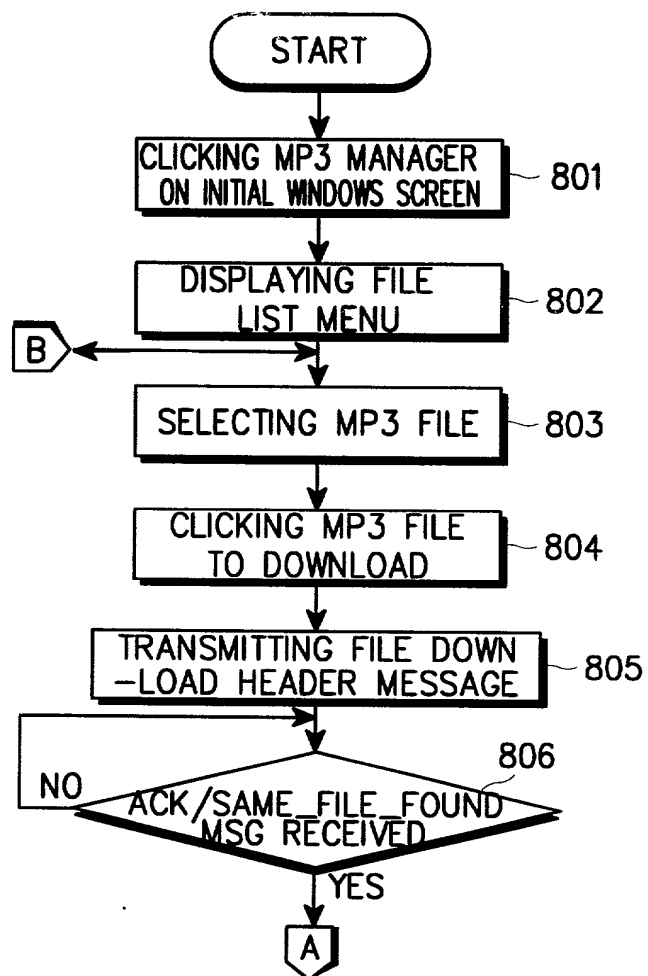 START
CLICKING MP3 MANAGER
ON INITIAL WINDOWS SCREEN
801
DISPLAYING FILE
LIST MENU
802
B
SELECTING MP3 FILE
803
CLICKING MP3 FILE
TO DOWNLOAD
804
TRANSMITTING FILE DOWN
-LOAD HEADER MESSAGE
805
806
NO
ACK/SAME_FILE_FOUND
MSG RECEIVED
YES
A